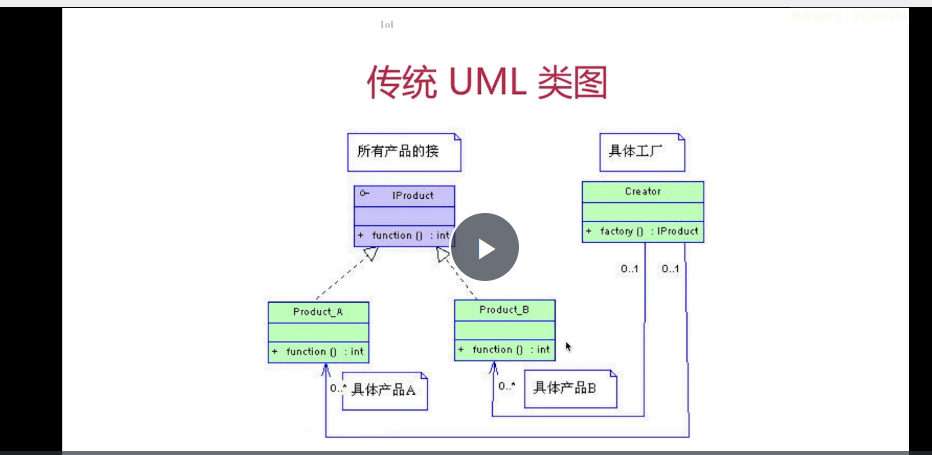 lol
传统 UML 类图
所有产品的接
具体工厂
IProduct
+ function () : int
Creator
+ factory () : IProduct
0..1
0..1
Product_A
+ function () : int
Product_B
+ function () : int
0..*
具体产品A
0..*
具体产品B